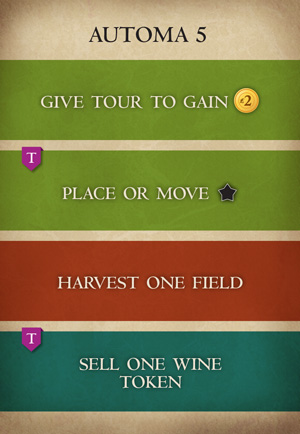 AUTOMA 5
GIVE TOUR TO GAIN 2
T
PLACE OR MOVE
HARVEST ONE FIELD
T
SELL ONE WINE
TOKEN